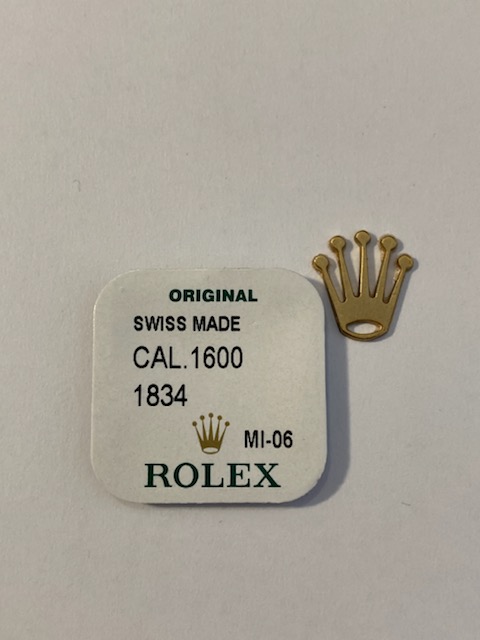 ORIGINAL
SWISS MADE
CAL.1600
1834
MI-06
ROLEX